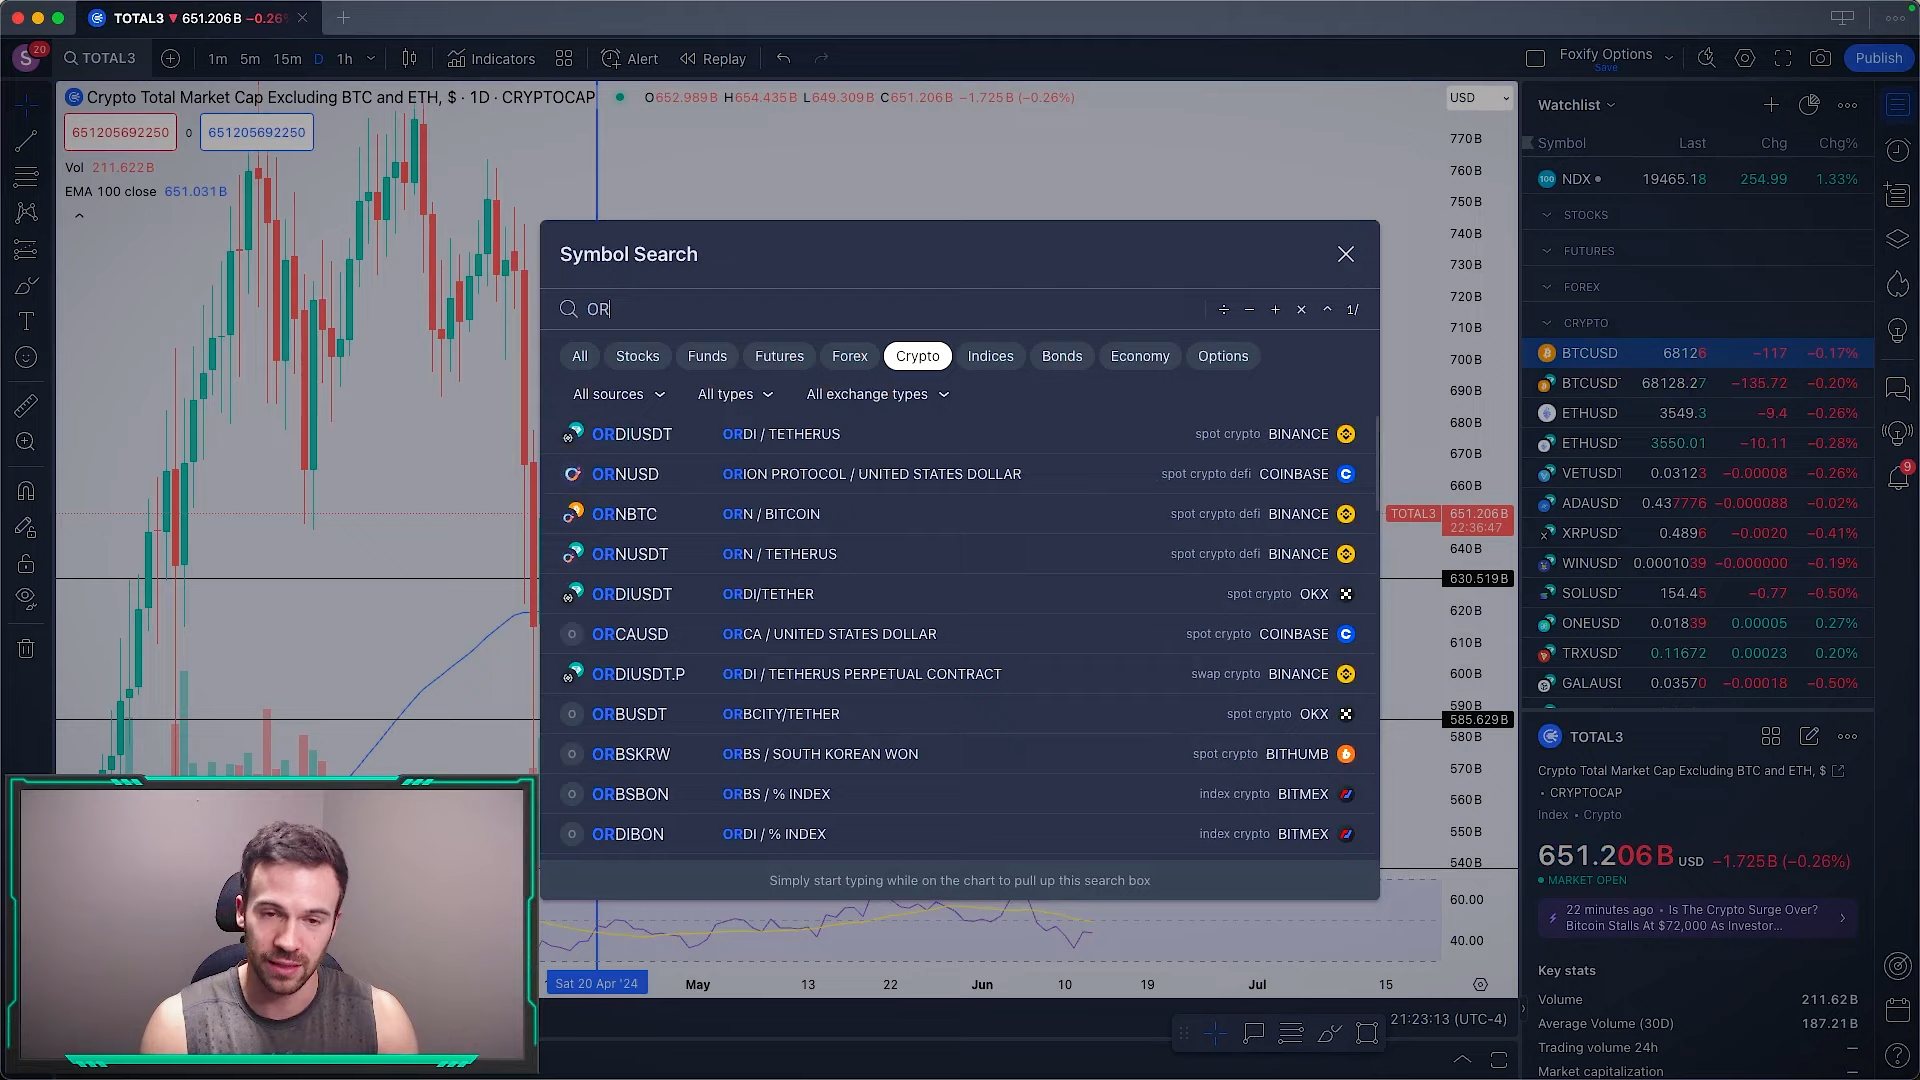 TOTAL3 ▼ 651.206 B −0.26
S 20 TOTAL3 1m 5m 15m D 1h Indicators Alert Replay Foxify Options Save Publish
Crypto Total Market Cap Excluding BTC and ETH, $ · 1D · CRYPTOCAP O652.989B H654.435B L649.309B C651.206B −1.725B (−0.26%) USD
651205692250 0 651205692250
Vol 211.622B
EMA 100 close 651.031B
770B
760B
750B
740B
730B
720B
710B
700B
690B
680B
670B
660B
TOTAL3 651.206B
22:36:47
640B
630.519B
620B
610B
600B
590B
585.629B
580B
570B
560B
550B
540B
60.00
40.00
Symbol Search
OR ÷ − + × ^ 1/
All Stocks Funds Futures Forex Crypto Indices Bonds Economy Options
All sources All types All exchange types
ORDIUSDT ORDI / TETHERUS spot crypto BINANCE
ORNUSD ORION PROTOCOL / UNITED STATES DOLLAR spot crypto defi COINBASE
ORNBTC ORN / BITCOIN spot crypto defi BINANCE
ORNUSDT ORN / TETHERUS spot crypto defi BINANCE
ORDIUSDT ORDI/TETHER spot crypto OKX
ORCAUSD ORCA / UNITED STATES DOLLAR spot crypto COINBASE
ORDIUSDT.P ORDI / TETHERUS PERPETUAL CONTRACT swap crypto BINANCE
ORBUSDT ORBCITY/TETHER spot crypto OKX
ORBSKRW ORBS / SOUTH KOREAN WON spot crypto BITHUMB
ORBSBON ORBS / % INDEX index crypto BITMEX
ORDIBON ORDI / % INDEX index crypto BITMEX
Simply start typing while on the chart to pull up this search box
Sat 20 Apr '24 May 13 22 Jun 10 19 Jul 15
21:23:13 (UTC-4)
Watchlist
Symbol Last Chg Chg%
100 NDX 19465.18 254.99 1.33%
STOCKS
FUTURES
FOREX
CRYPTO
BTCUSD 68126 −117 −0.17%
BTCUSD 68128.27 −135.72 −0.20%
ETHUSD 3549.3 −9.4 −0.26%
ETHUSD 3550.01 −10.11 −0.28%
VETUSDT 0.03123 −0.00008 −0.26%
ADAUSD 0.437776 −0.000088 −0.02%
XRPUSD 0.4896 −0.0020 −0.41%
WINUSD 0.0001039 −0.000000 −0.19%
SOLUSD 154.45 −0.77 −0.50%
ONEUSD 0.01839 0.00005 0.27%
TRXUSD 0.11672 0.00023 0.20%
GALAUS 0.03570 −0.00018 −0.50%
9
TOTAL3
Crypto Total Market Cap Excluding BTC and ETH, $
• CRYPTOCAP
Index • Crypto
651.206B USD −1.725B (−0.26%)
MARKET OPEN
22 minutes ago • Is The Crypto Surge Over?
Bitcoin Stalls At $72,000 As Investor...
Key stats
Volume 211.62B
Average Volume (30D) 187.21B
Trading volume 24h —
Market capitalization —